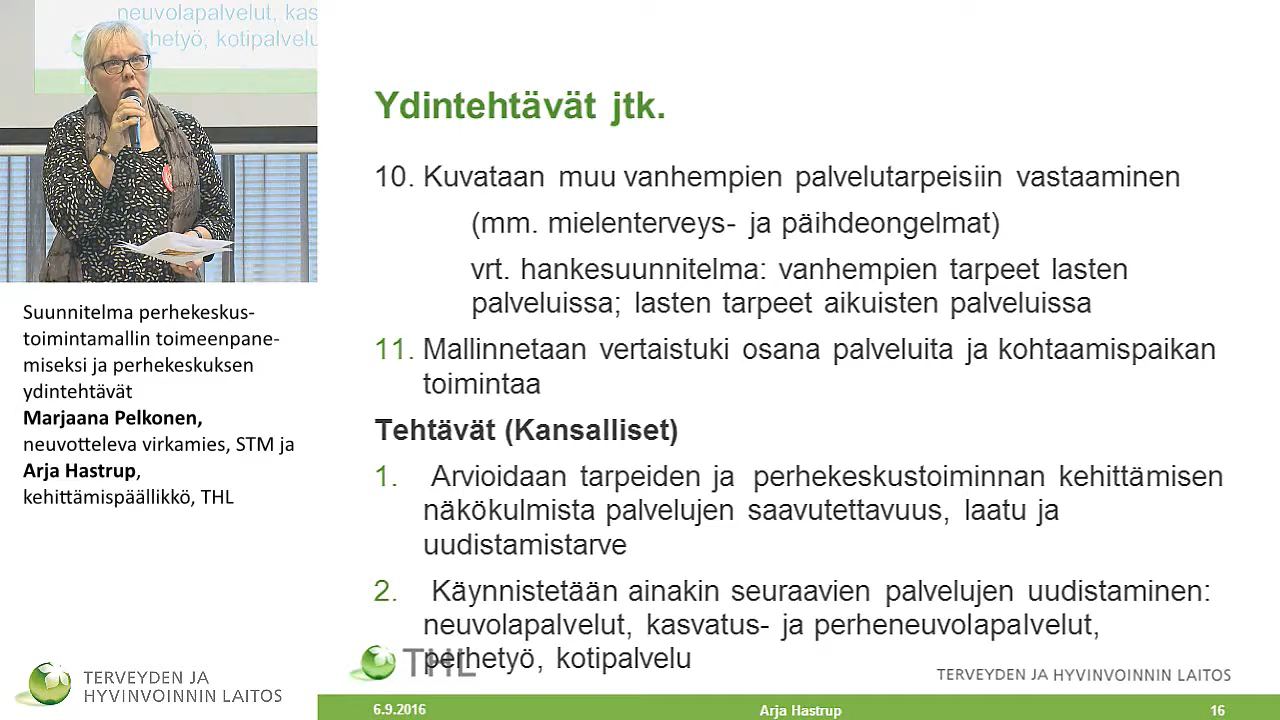 neuvolapalvelut, kas
rhetyö, kotipalvelu
Suunnitelma perhekeskus-
toimintamallin toimeenpane-
miseksi ja perhekeskuksen
ydintehtävät
Marjaana Pelkonen,
neuvotteleva virkamies, STM ja
Arja Hastrup,
kehittämispäällikkö, THL
TERVEYDEN JA
HYVINVOINNIN LAITOS
Ydintehtävät jtk.
10. Kuvataan muu vanhempien palvelutarpeisiin vastaaminen
(mm. mielenterveys- ja päihdeongelmat)
vrt. hankesuunnitelma: vanhempien tarpeet lasten
palveluissa; lasten tarpeet aikuisten palveluissa
11. Mallinnetaan vertaistuki osana palveluita ja kohtaamispaikan
toimintaa
Tehtävät (Kansalliset)
1. Arvioidaan tarpeiden ja perhekeskustoiminnan kehittämisen
näkökulmista palvelujen saavutettavuus, laatu ja
uudistamistarve
2. Käynnistetään ainakin seuraavien palvelujen uudistaminen:
neuvolapalvelut, kasvatus- ja perheneuvolapalvelut,
perhetyö, kotipalvelu
THL
TERVEYDEN JA HYVINVOINNIN LAITOS
6.9.2016
Arja Hastrup
16